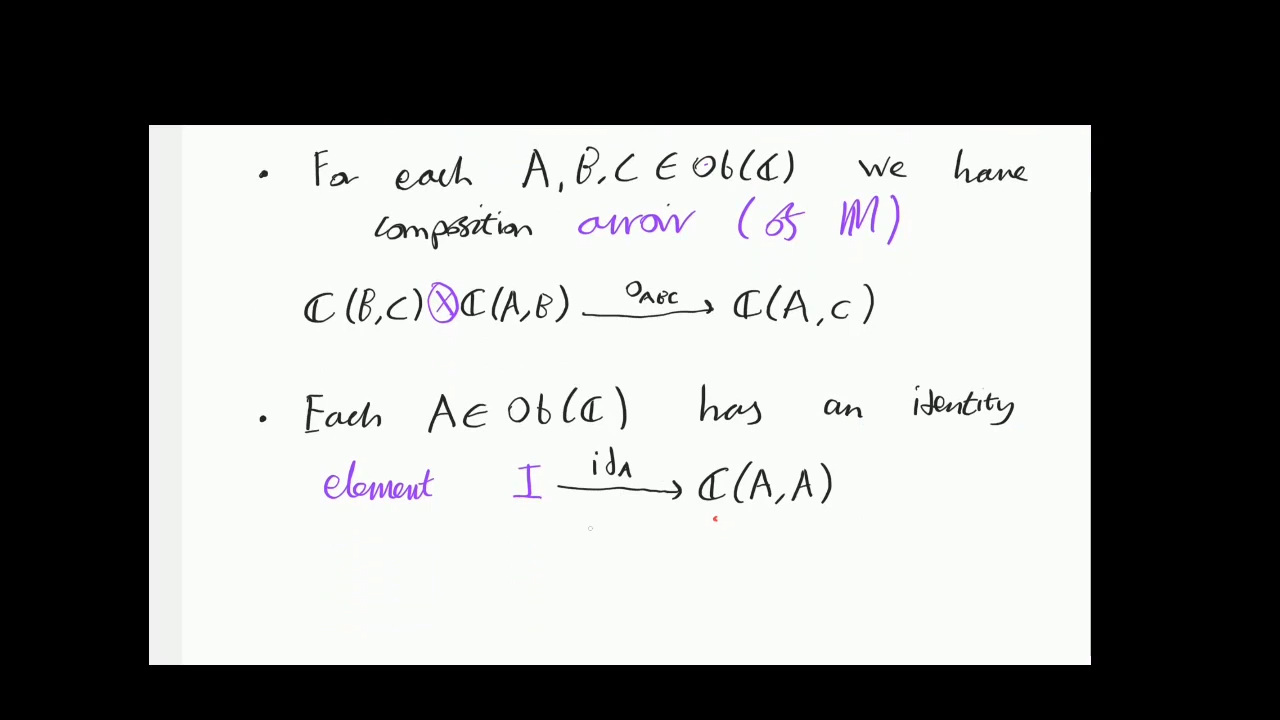 • For each A, B, C ∈ Ob(ℂ) we have
composition arrow (of 𝕄)
ℂ(B,C) ⊗ ℂ(A,B) ⟶ ℂ(A,C)
∘ABC
• Each A ∈ Ob(ℂ) has an identity
element I ⟶ ℂ(A,A)
idA